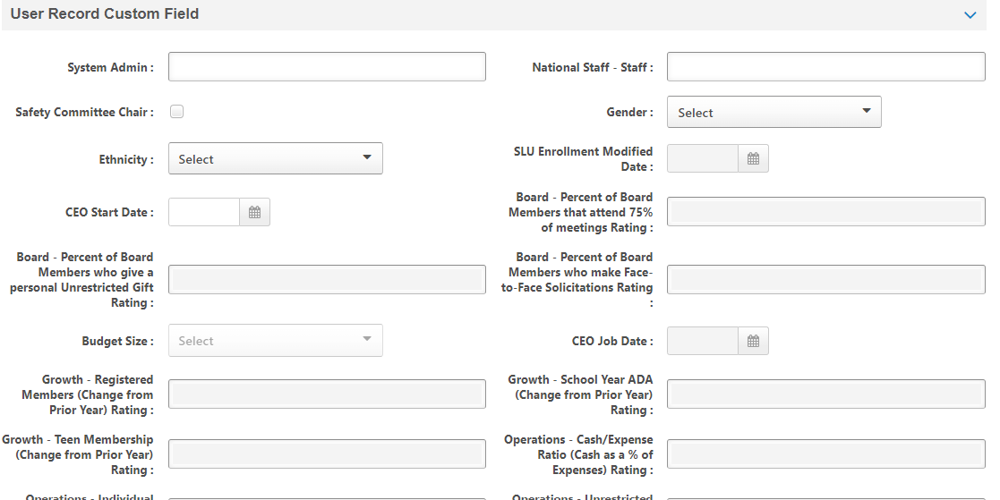 User Record Custom Field
System Admin :
National Staff - Staff :
Safety Committee Chair :
Gender :
Select
Ethnicity :
Select
SLU Enrollment Modified
Date :
CEO Start Date :
Board - Percent of Board
Members that attend 75%
of meetings Rating :
Board - Percent of Board
Members who give a
personal Unrestricted Gift
Rating :
Board - Percent of Board
Members who make Face-
to-Face Solicitations Rating
:
Budget Size :
Select
CEO Job Date :
Growth - Registered
Members (Change from
Prior Year) Rating :
Growth - School Year ADA
(Change from Prior Year)
Rating :
Growth - Teen Membership
(Change from Prior Year)
Rating :
Operations - Cash/Expense
Ratio (Cash as a % of
Expenses) Rating :
Operations - Individual
Operations - Unrestricted